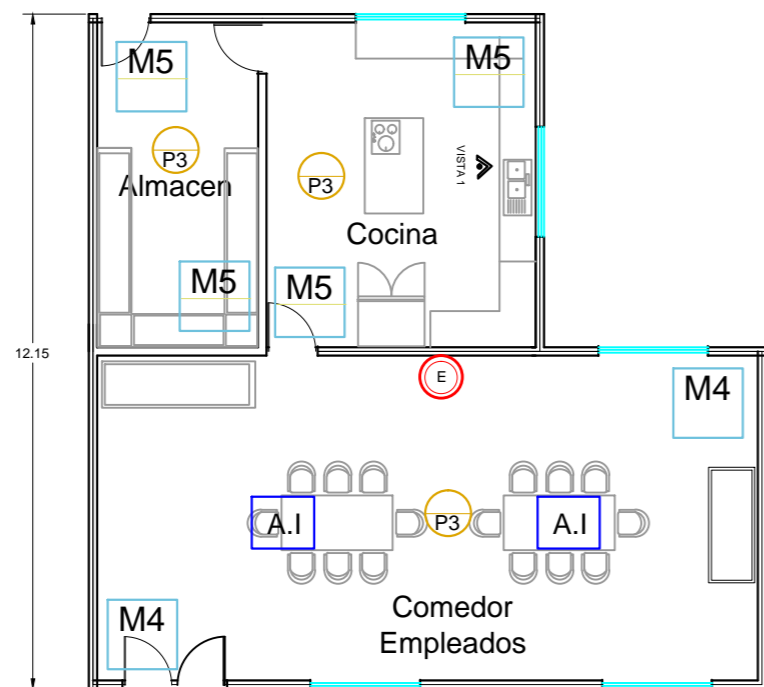 M5
M5
P3
Almacen
P3
VISTA 1
Cocina
M5
M5
12.15
E
M4
A.I
P3
A.I
M4
Comedor
Empleados